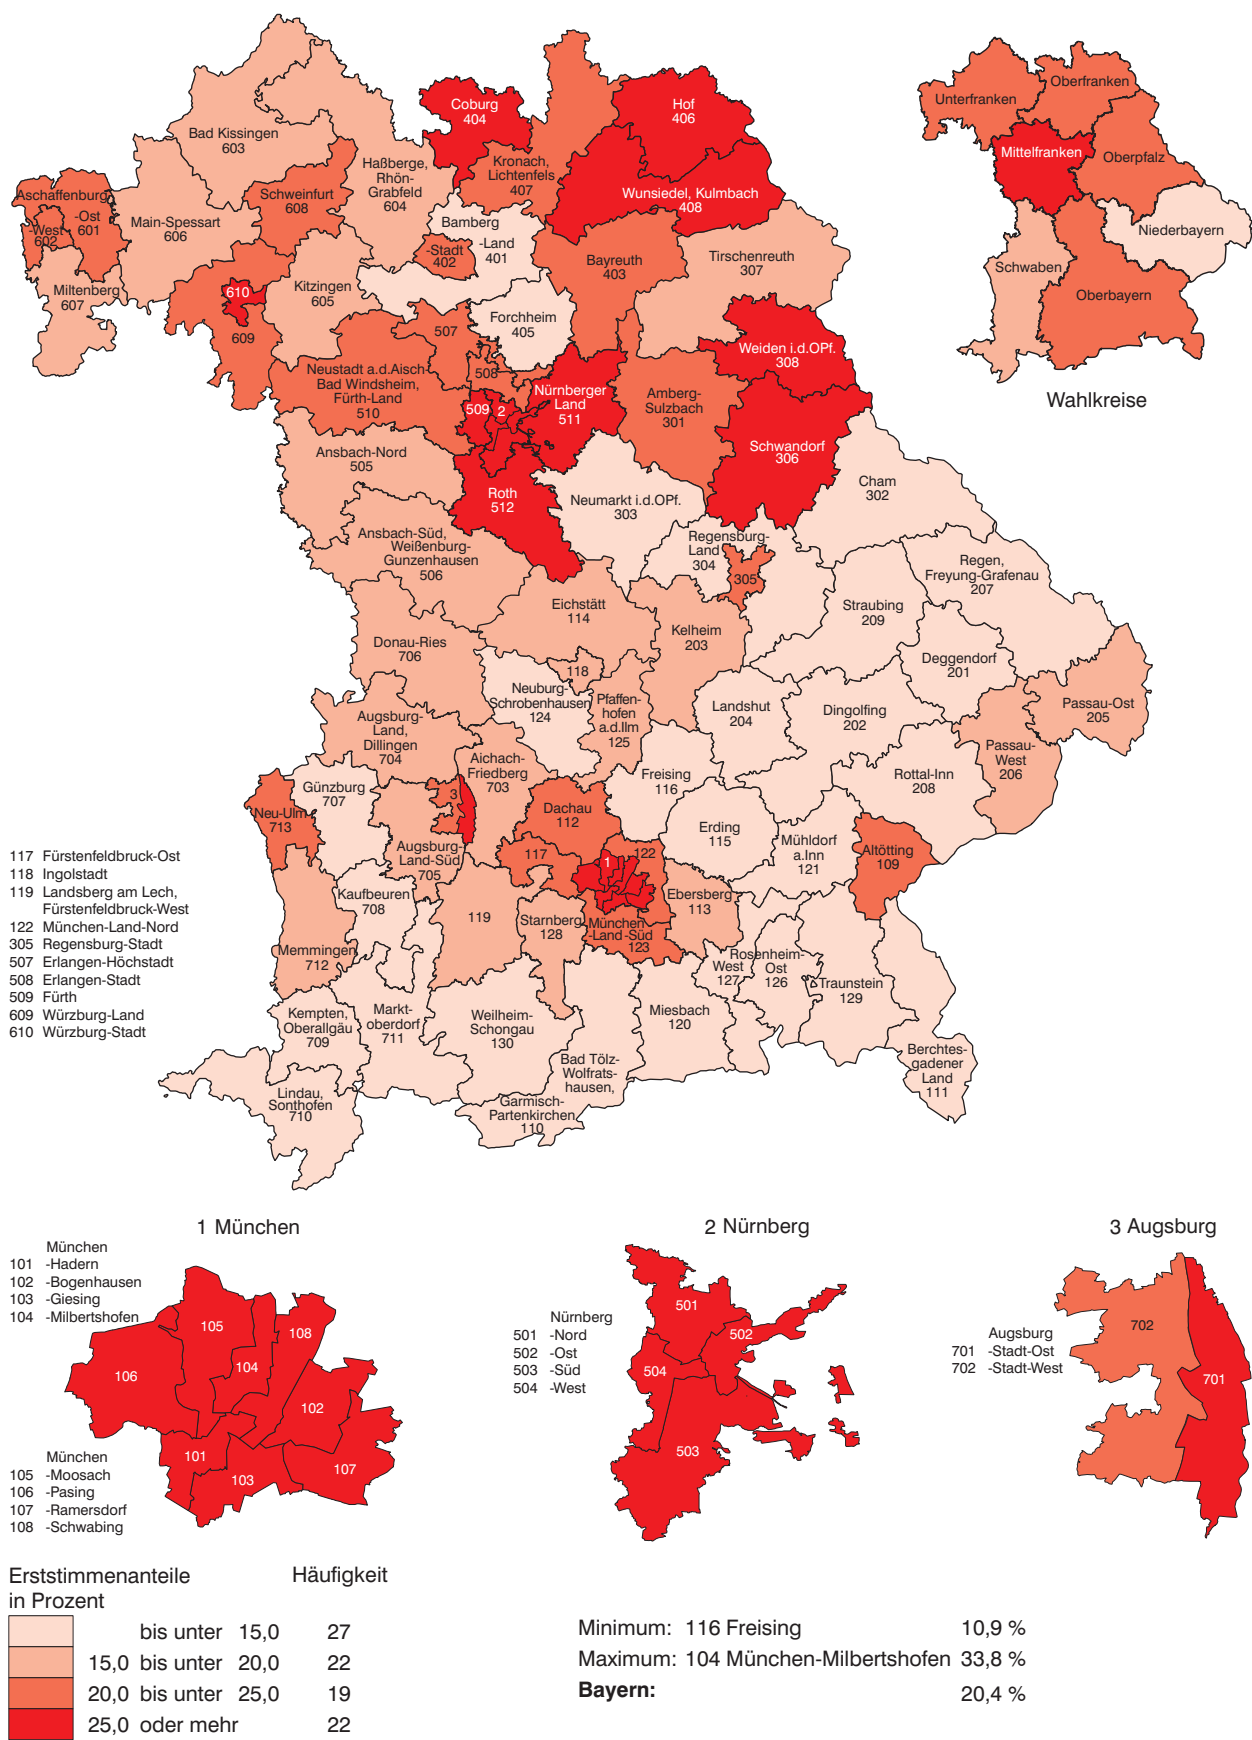 Coburg
404
Hof
406
Bad Kissingen
603
Haßberge,
Rhön-
Grabfeld
604
Kronach,
Lichtenfels
407
Wunsiedel, Kulmbach
408
Aschaffenburg
-Ost
601
-West
602
Main-Spessart
606
Schweinfurt
608
Bamberg
-Land
401
-Stadt
402
Bayreuth
403
Tirschenreuth
307
Miltenberg
607
610
609
Kitzingen
605
507
Forchheim
405
508
Weiden i.d.OPf.
308
Neustadt a.d.Aisch-
Bad Windsheim,
Fürth-Land
510
509
2
Nürnberger
Land
511
Amberg-
Sulzbach
301
Schwandorf
306
Ansbach-Nord
505
Roth
512
Neumarkt i.d.OPf.
303
Cham
302
Ansbach-Süd,
Weißenburg-
Gunzenhausen
506
Regensburg-
Land
304
305
Regen,
Freyung-Grafenau
207
Straubing
209
Eichstätt
114
Kelheim
203
Donau-Ries
706
Deggendorf
201
118
Neuburg-
Schrobenhausen
124
Pfaffen-
hofen
a.d.Ilm
125
Landshut
204
Dingolfing
202
Passau-Ost
205
Passau-
West
206
Augsburg-
Land,
Dillingen
704
Aichach-
Friedberg
703
Freising
116
Rottal-Inn
208
Günzburg
707
3
Neu-Ulm
713
Dachau
112
Erding
115
Mühldorf
a.Inn
121
Altötting
109
Augsburg-
Land-Süd
705
117
1
122
Kaufbeuren
708
119
Starnberg
128
München
-Land-Süd
123
Ebersberg
113
Memmingen
712
Rosenheim-
West
127
Ost
126
Traunstein
129
Kempten,
Oberallgäu
709
Markt-
oberdorf
711
Weilheim-
Schongau
130
Miesbach
120
Bad Tölz-
Wolfrats-
hausen,
Garmisch-
Partenkirchen
110
Berchtes-
gadener
Land
111
Lindau,
Sonthofen
710
Unterfranken
Oberfranken
Mittelfranken
Oberpfalz
Niederbayern
Schwaben
Oberbayern
Wahlkreise
117 Fürstenfeldbruck-Ost
118 Ingolstadt
119 Landsberg am Lech,
Fürstenfeldbruck-West
122 München-Land-Nord
305 Regensburg-Stadt
507 Erlangen-Höchstadt
508 Erlangen-Stadt
509 Fürth
609 Würzburg-Land
610 Würzburg-Stadt
1 München
München
101 -Hadern
102 -Bogenhausen
103 -Giesing
104 -Milbertshofen
105
108
104
106
102
101
103
107
München
105 -Moosach
106 -Pasing
107 -Ramersdorf
108 -Schwabing
2 Nürnberg
Nürnberg
501 -Nord
502 -Ost
503 -Süd
504 -West
501
502
504
503
3 Augsburg
Augsburg
701 -Stadt-Ost
702 -Stadt-West
702
701
Erststimmenanteile Häufigkeit
in Prozent
bis unter 15,0 27
15,0 bis unter 20,0 22
20,0 bis unter 25,0 19
25,0 oder mehr 22
Minimum: 116 Freising 10,9 %
Maximum: 104 München-Milbertshofen 33,8 %
Bayern: 20,4 %